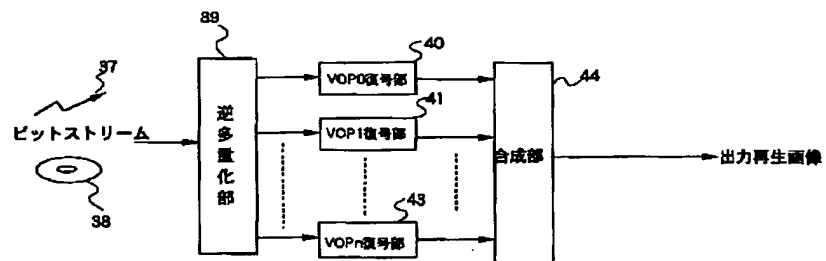 39
37
ビットストリーム
38
逆多量化部
40
VOP0復号部
41
VOP1復号部
43
VOPn復号部
44
合成部
出力再生画像